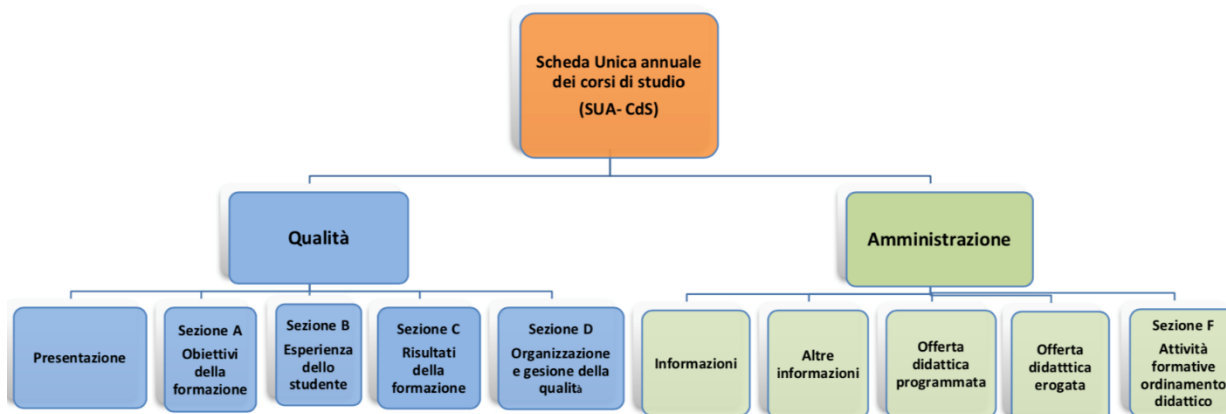 Scheda Unica annuale
dei corsi di studio
(SUA- CdS)
Qualità
Amministrazione
Presentazione
Sezione A
Obiettivi
della
formazione
Sezione B
Esperienza
dello
studente
Sezione C
Risultati
della
formazione
Sezione D
Organizzazione
e gesione della
qualità
Informazioni
Altre
informazioni
Offerta
didattica
programmata
Offerta
didatttica
erogata
Sezione F
Attività
formative
ordinamento
didattico